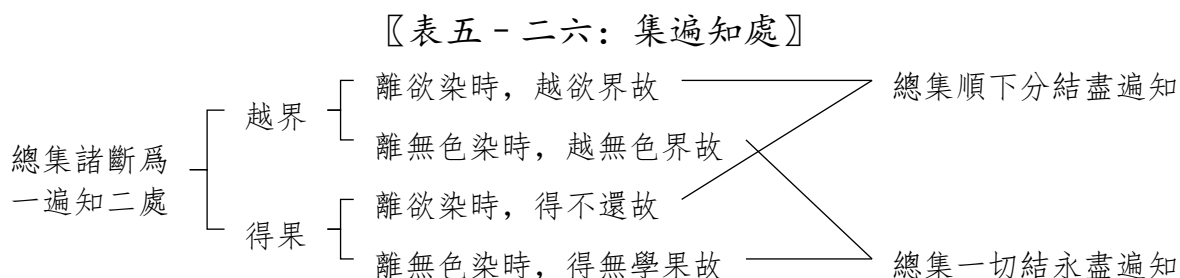 〖表五－二六：集遍知處〗
離欲染時，越欲界故
總集順下分結盡遍知
越界
離無色染時，越無色界故
總集諸斷爲
一遍知二處
離欲染時，得不還故
得果
離無色染時，得無學果故
總集一切結永盡遍知